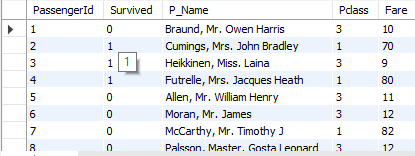 PassengerId Survived P_Name Pclass Fare
1 0 Braund, Mr. Owen Harris 3 10
2 1 Cumings, Mrs. John Bradley 1 70
3 1 Heikkinen, Miss. Laina 3 9
1
4 1 Futrelle, Mrs. Jacques Heath 1 80
5 0 Allen, Mr. William Henry 3 11
6 0 Moran, Mr. James 3 12
7 0 McCarthy, Mr. Timothy J 1 82
8 0 Palsson, Master. Gosta Leonard 3 12